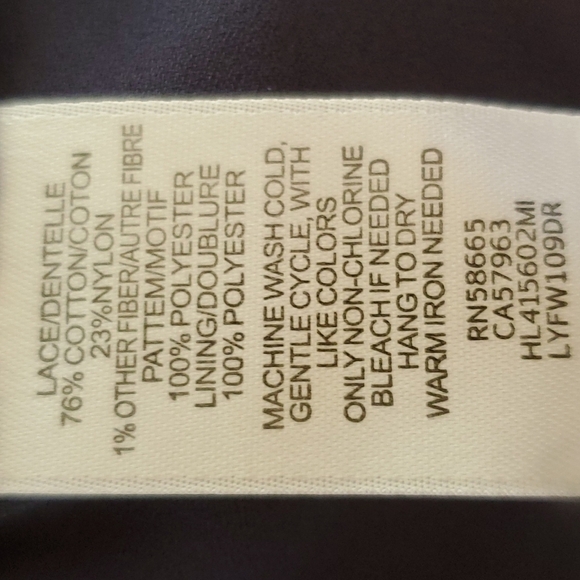 LACE/DENTELLE
76% COTTON/COTON
23%NYLON
1% OTHER FIBER/AUTRE FIBRE
PATTEM/MOTIF
100% POLYESTER
LINING/DOUBLURE
100% POLYESTER
MACHINE WASH COLD,
GENTLE CYCLE, WITH
LIKE COLORS
ONLY NON-CHLORINE
BLEACH IF NEEDED
HANG TO DRY
WARM IRON NEEDED
RN58665
CA57963
HL415602MI
LYFW109DR